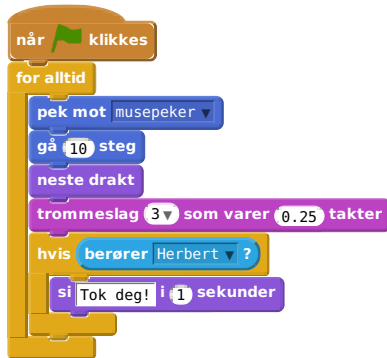 når klikkes
for alltid
pek mot musepeker
gå 10 steg
neste drakt
trommeslag 3 som varer 0.25 takter
hvis berører Herbert ?
si Tok deg! i 1 sekunder